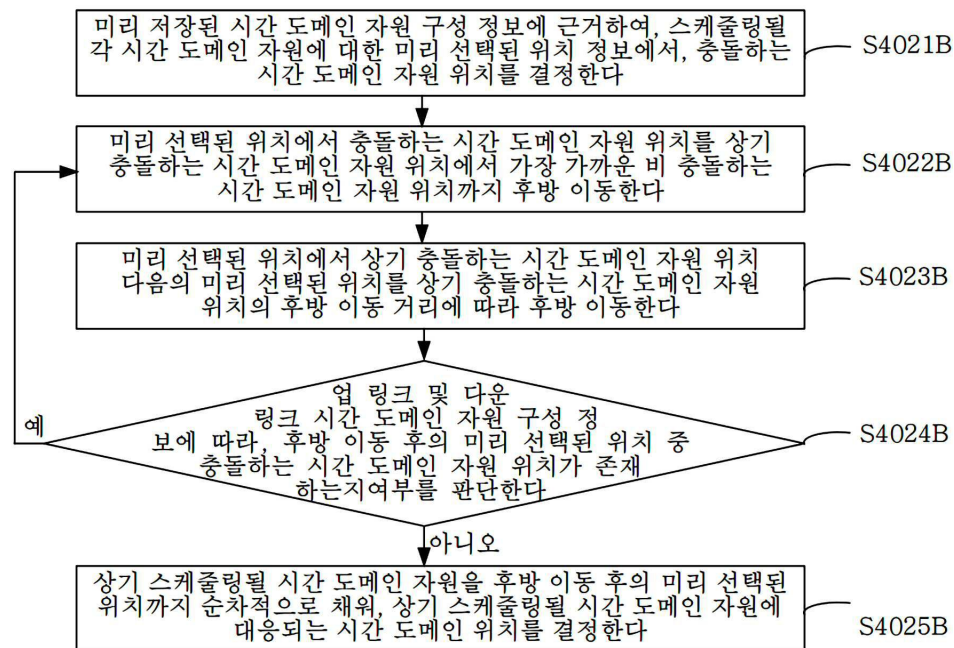 미리 저장된 시간 도메인 자원 구성 정보에 근거하여, 스케줄링될
각 시간 도메인 자원에 대한 미리 선택된 위치 정보에서, 충돌하는
시간 도메인 자원 위치를 결정한다
S4021B
미리 선택된 위치에서 충돌하는 시간 도메인 자원 위치를 상기
충돌하는 시간 도메인 자원 위치에서 가장 가까운 비 충돌하는
시간 도메인 자원 위치까지 후방 이동한다
S4022B
미리 선택된 위치에서 상기 충돌하는 시간 도메인 자원 위치
다음의 미리 선택된 위치를 상기 충돌하는 시간 도메인 자원
위치의 후방 이동 거리에 따라 후방 이동한다
S4023B
업 링크 및 다운
링크 시간 도메인 자원 구성 정
보에 따라, 후방 이동 후의 미리 선택된 위치 중
충돌하는 시간 도메인 자원 위치가 존재
하는지여부를 판단한다
S4024B
예
아니오
상기 스케줄링될 시간 도메인 자원을 후방 이동 후의 미리 선택된
위치까지 순차적으로 채워, 상기 스케줄링될 시간 도메인 자원에
대응되는 시간 도메인 위치를 결정한다
S4025B